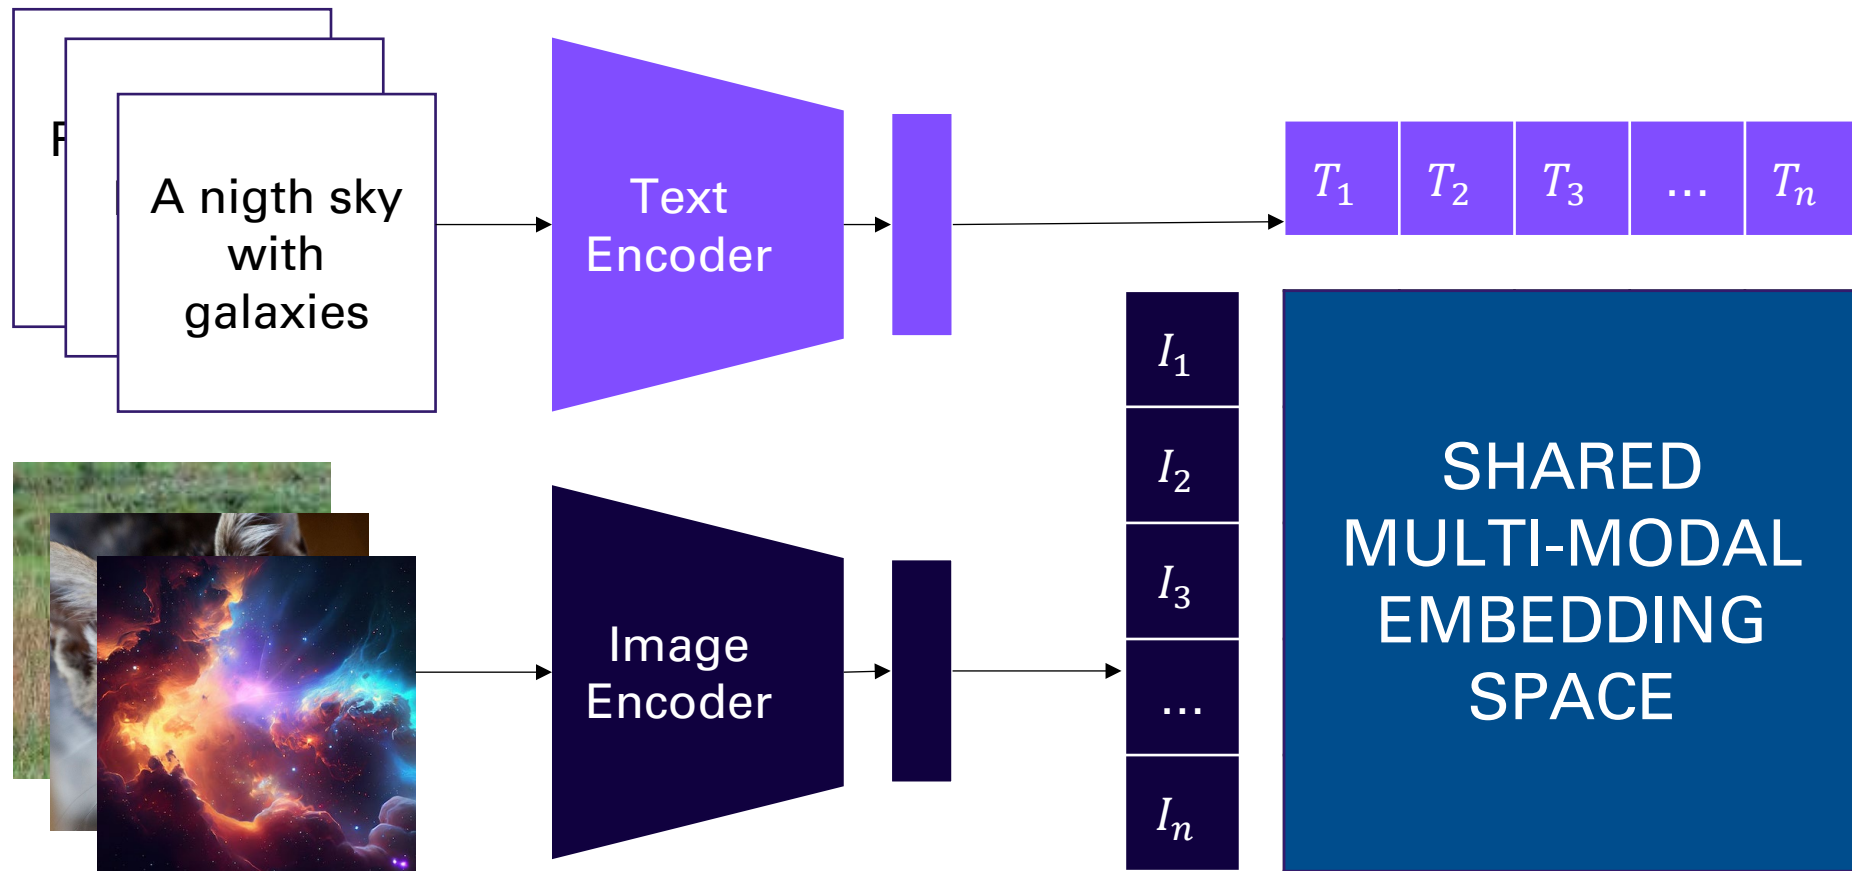 A nigth sky
with
galaxies
Text
Encoder
T₁ T₂ T₃ ... Tₙ
Image
Encoder
I₁
I₂
I₃
...
Iₙ
SHARED
MULTI-MODAL
EMBEDDING
SPACE